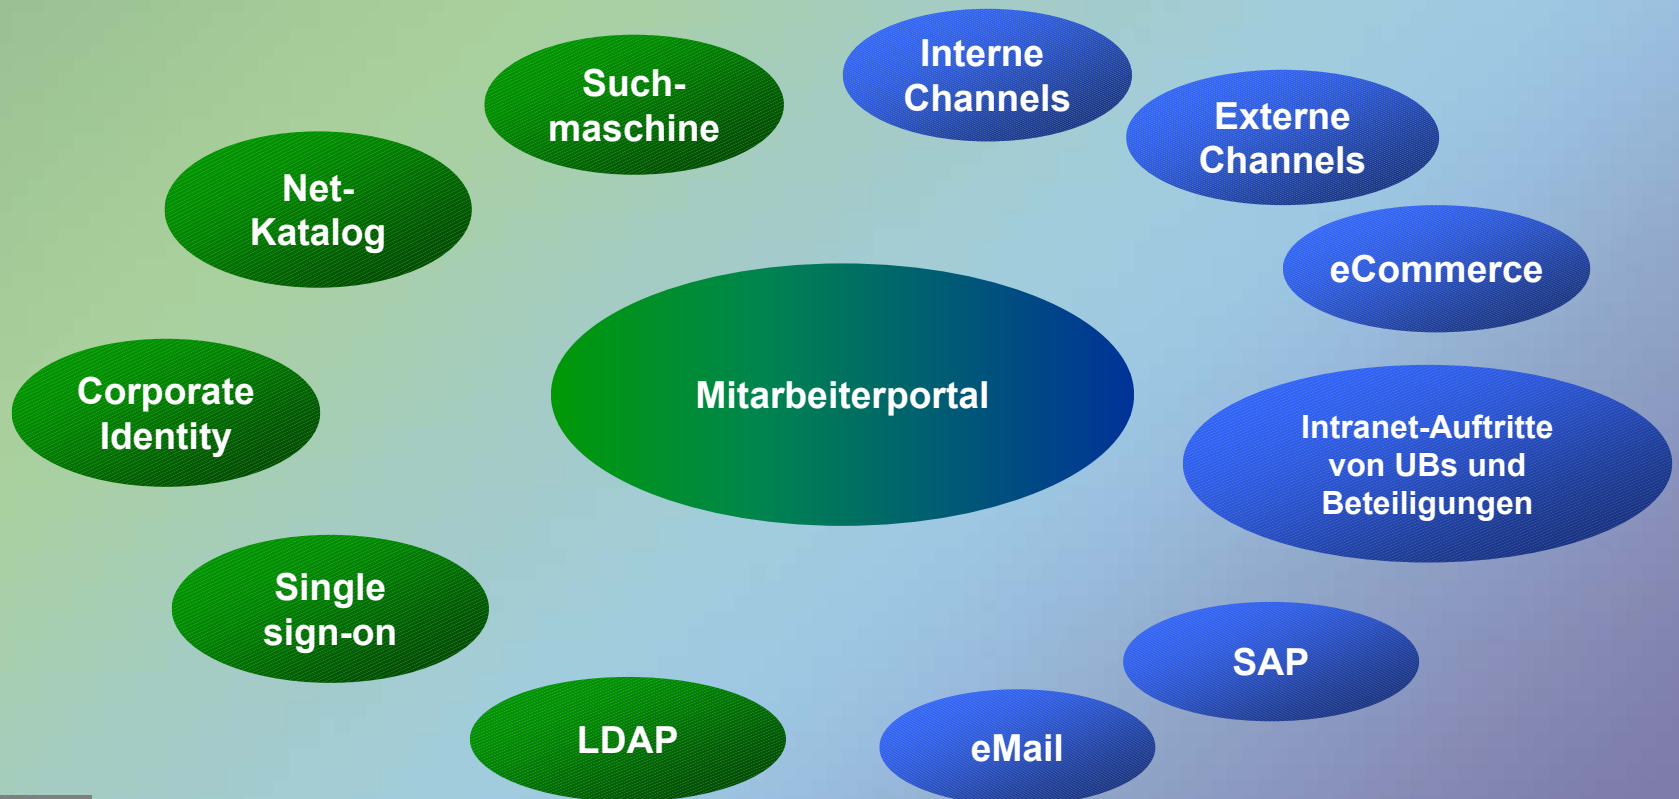 Interne
Channels
Such-
maschine
Externe
Channels
Net-
Katalog
eCommerce
Corporate
Identity
Mitarbeiterportal
Intranet-Auftritte
von UBs und
Beteiligungen
Single
sign-on
SAP
LDAP
eMail